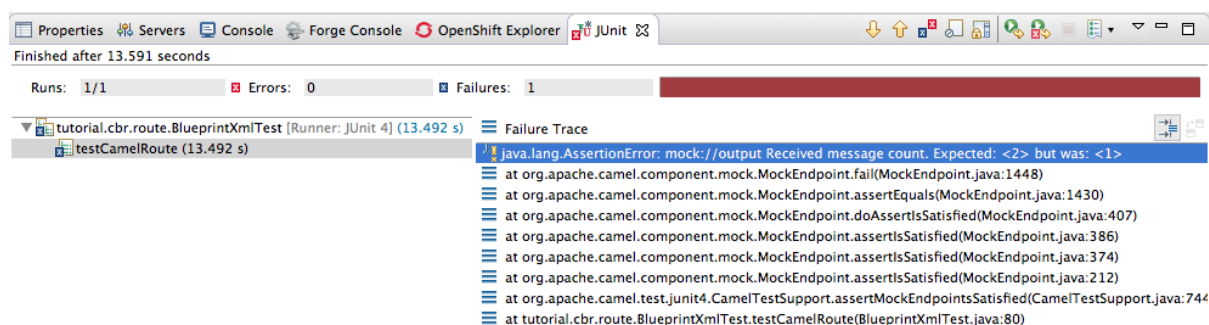 Properties Servers Console Forge Console OpenShift Explorer JUnit
Finished after 13.591 seconds
Runs: 1/1 Errors: 0 Failures: 1
tutorial.cbr.route.BlueprintXmlTest [Runner: JUnit 4] (13.492 s)
testCamelRoute (13.492 s)
Failure Trace
java.lang.AssertionError: mock://output Received message count. Expected: <2> but was: <1>
at org.apache.camel.component.mock.MockEndpoint.fail(MockEndpoint.java:1448)
at org.apache.camel.component.mock.MockEndpoint.assertEquals(MockEndpoint.java:1430)
at org.apache.camel.component.mock.MockEndpoint.doAssertIsSatisfied(MockEndpoint.java:407)
at org.apache.camel.component.mock.MockEndpoint.assertIsSatisfied(MockEndpoint.java:386)
at org.apache.camel.component.mock.MockEndpoint.assertIsSatisfied(MockEndpoint.java:374)
at org.apache.camel.component.mock.MockEndpoint.assertIsSatisfied(MockEndpoint.java:212)
at org.apache.camel.test.junit4.CamelTestSupport.assertMockEndpointsSatisfied(CamelTestSupport.java:744
at tutorial.cbr.route.BlueprintXmlTest.testCamelRoute(BlueprintXmlTest.java:80)